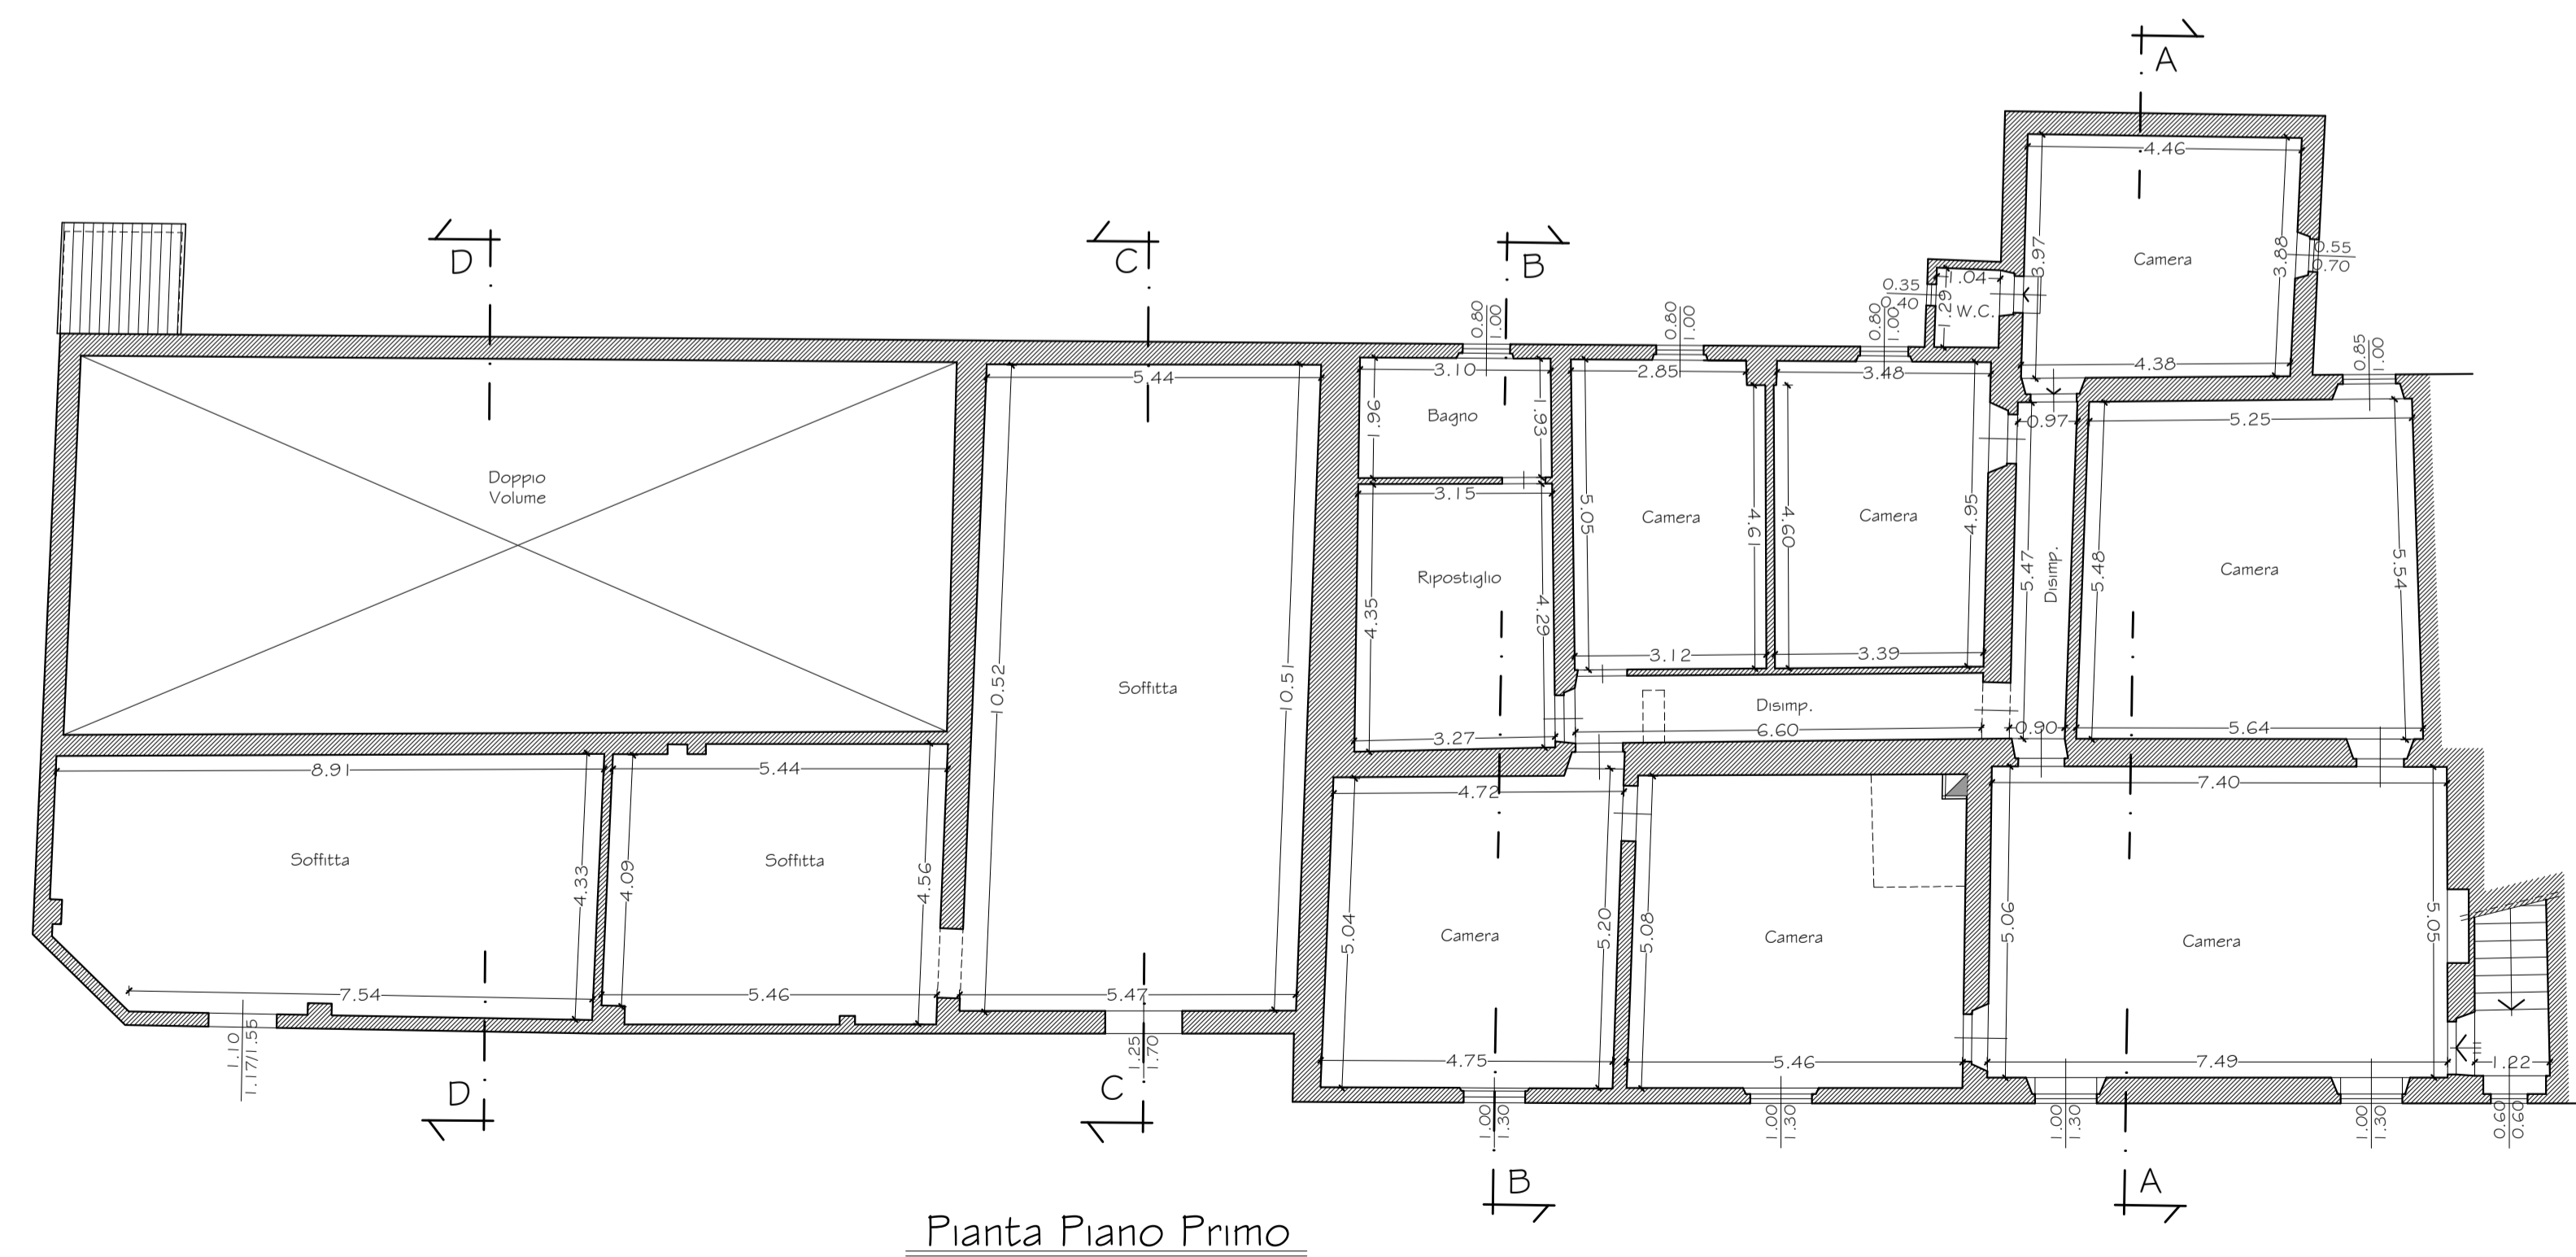 A
4.46
3.97
Camera
3.88
0.55
0.70
4.38
0.35
0.40
1.04
1.29
W.C.
D
C
B
0.80
1.00
0.80
1.00
0.80
1.00
0.85
1.00
Doppio
Volume
5.44
10.52
Soffitta
10.51
5.47
3.10
1.96
Bagno
1.93
3.15
4.35
Ripostiglio
4.29
3.27
2.85
5.05
Camera
4.61
3.12
3.48
4.60
Camera
4.95
3.39
0.97
5.47
Disimp.
0.90
5.25
5.48
Camera
5.54
5.64
Disimp.
6.60
8.91
Soffitta
4.33
7.54
5.44
4.09
Soffitta
4.56
5.46
4.72
5.04
Camera
5.20
4.75
5.08
Camera
5.46
7.40
5.06
Camera
5.05
7.49
1.22
1.10
1.17/1.55
1.25
1.70
1.00
1.30
1.00
1.30
1.00
1.30
1.00
1.30
0.60
0.60
D
C
B
A
Pianta Piano Primo